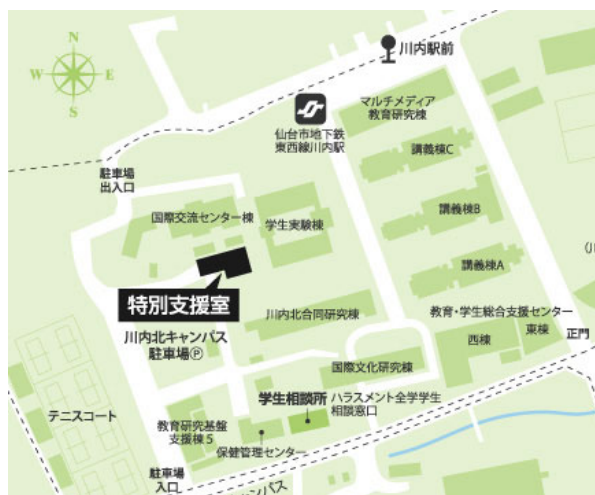 N
W
E
S
川内駅前
仙台市地下鉄
東西線川内駅
マルチメディア
教育研究棟
講義棟C
講義棟B
講義棟A
駐車場
出入口
国際交流センター棟
学生実験棟
特別支援室
川内北キャンパス
駐車場Ⓟ
川内北合同研究棟
教育・学生総合支援センター
西棟
東棟
正門
国際文化研究棟
学生相談所
ハラスメント全学学生
相談窓口
テニスコート
教育研究基盤
支援棟5
保健管理センター
駐車場
入口